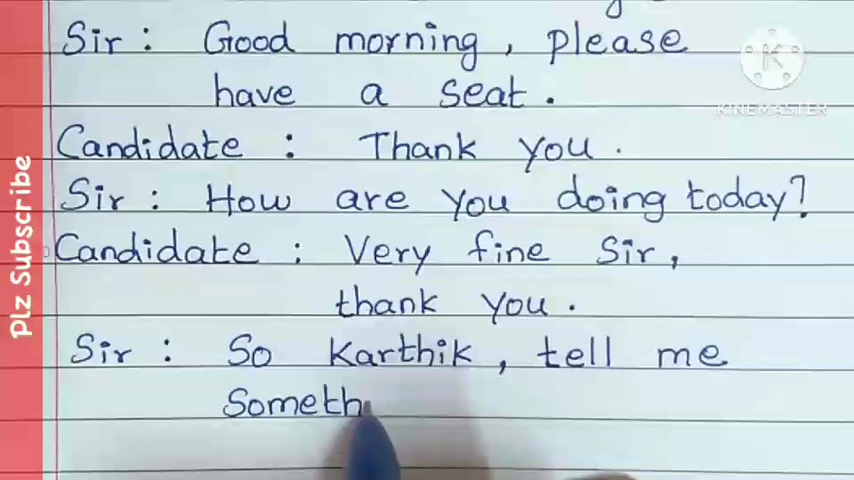 Sir : Good morning, please
have a seat.
Candidate : Thank you.
Sir : How are you doing today?
Candidate : Very fine Sir,
thank you.
Sir : So Karthik, tell me
Someth
Plz Subscribe
KINEMASTER